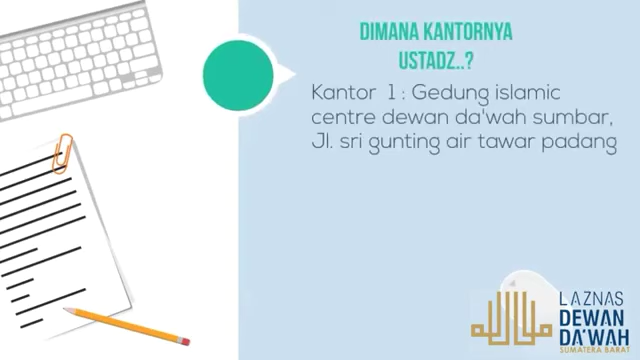 DIMANA KANTORNYA
USTADZ..?
Kantor 1 : Gedung islamic
centre dewan da'wah sumbar,
Jl. sri gunting air tawar padang
LAZNAS
DEWAN
DA'WAH
SUMATERA BARAT